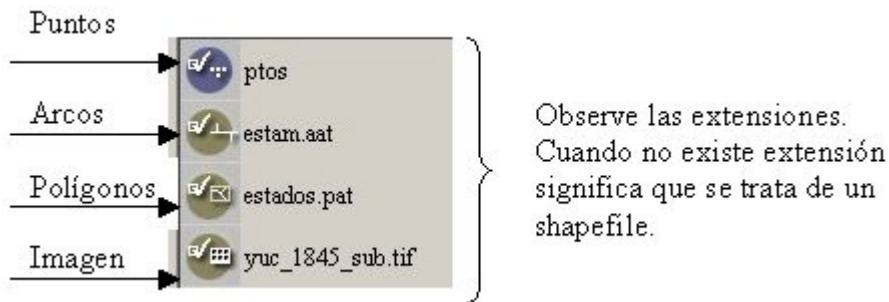 Puntos
ptos
Arcos
estam.aat
Polígonos
estados.pat
Imagen
yuc_1845_sub.tif
Observe las extensiones.
Cuando no existe extensión
significa que se trata de un
shapefile.